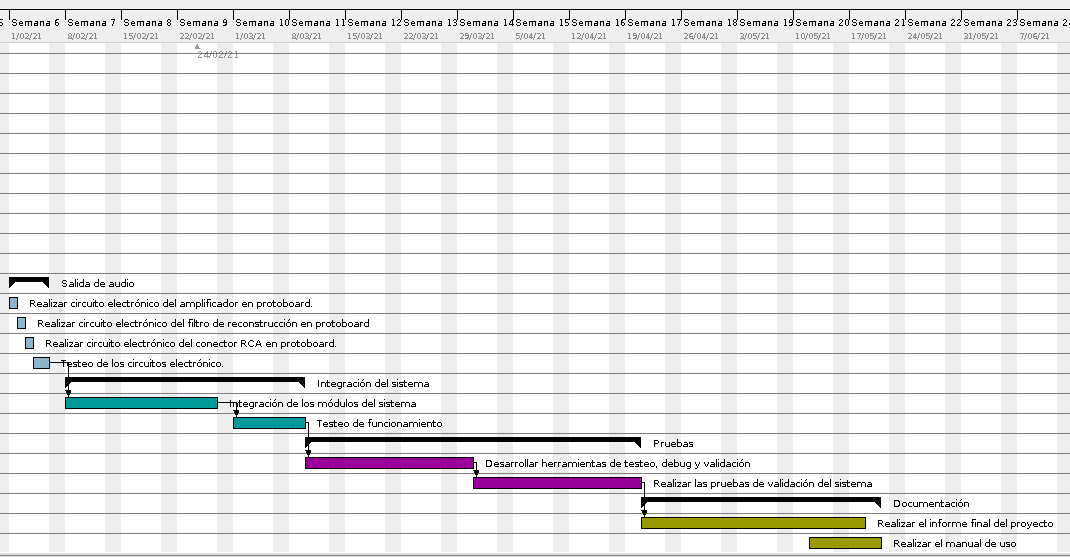 5 Semana 6 Semana 7 Semana 8 Semana 9 Semana 10 Semana 11 Semana 12 Semana 13 Semana 14 Semana 15 Semana 16 Semana 17 Semana 18 Semana 19 Semana 20 Semana 21 Semana 22 Semana 23 Semana 24
1/02/21 8/02/21 15/02/21 22/02/21 1/03/21 8/03/21 15/03/21 22/03/21 29/03/21 5/04/21 12/04/21 19/04/21 26/04/21 3/05/21 10/05/21 17/05/21 24/05/21 31/05/21 7/06/21
24/02/21
Salida de audio
Realizar circuito electrónico del amplificador en protoboard.
Realizar circuito electrónico del filtro de reconstrucción en protoboard
Realizar circuito electrónico del conector RCA en protoboard.
Testeo de los circuitos electrónico.
Integración del sistema
Integración de los módulos del sistema
Testeo de funcionamiento
Pruebas
Desarrollar herramientas de testeo, debug y validación
Realizar las pruebas de validación del sistema
Documentación
Realizar el informe final del proyecto
Realizar el manual de uso